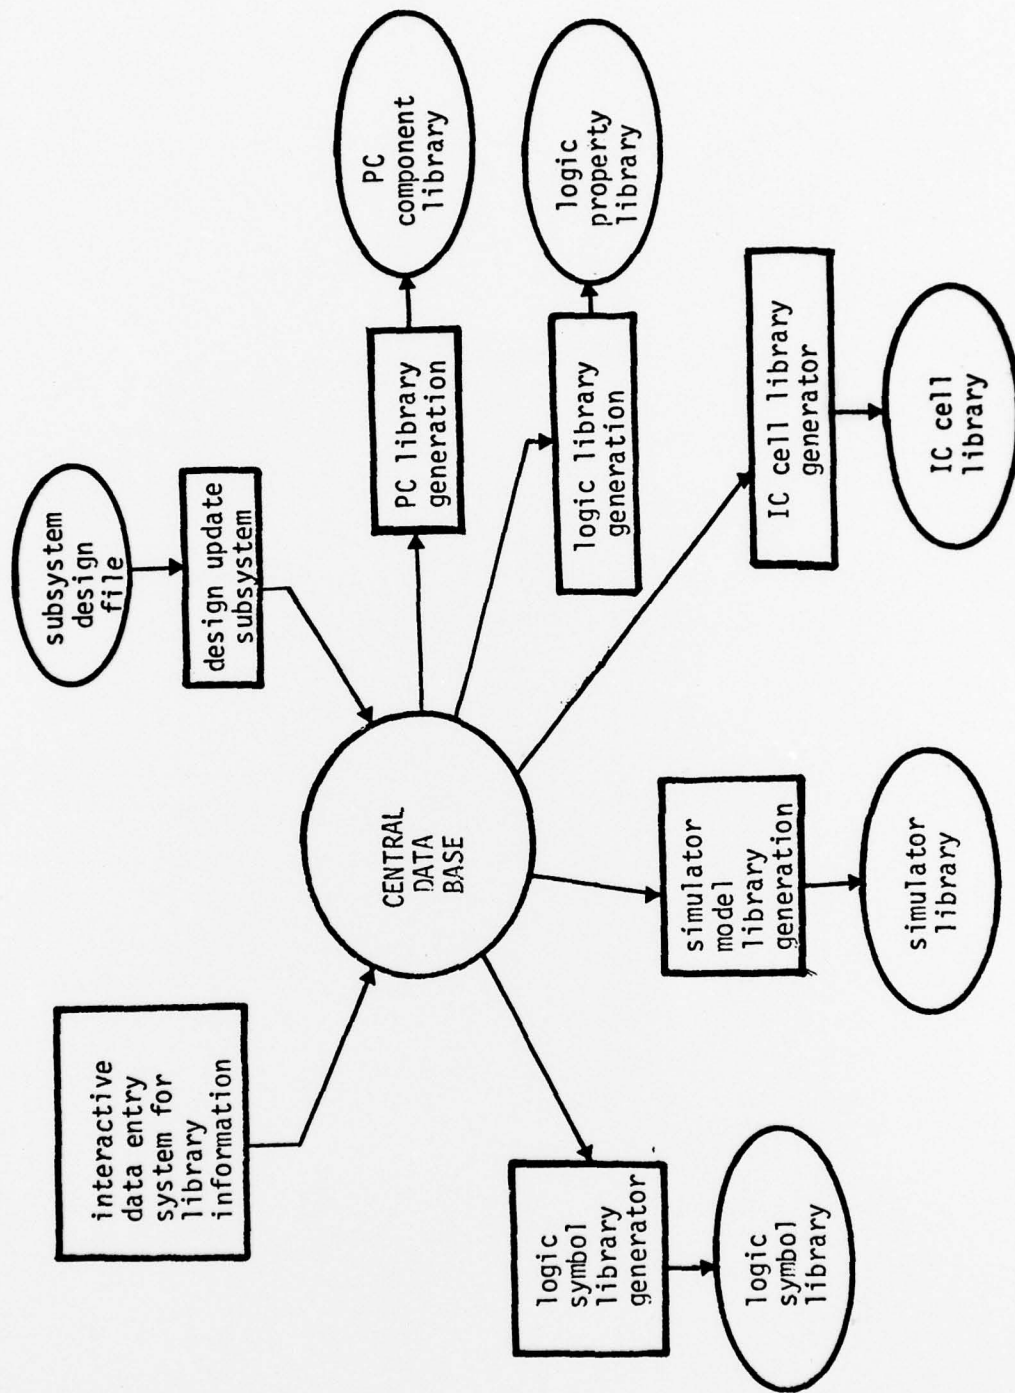 interactive
data entry
system for
library
information
subsystem
design
file
design update
subsystem
CENTRAL
DATA
BASE
PC library
generation
PC
component
library
logic library
generation
logic
property
library
logic
symbol
library
generator
logic
symbol
library
simulator
model
library
generation
simulator
library
IC cell library
generator
IC cell
library